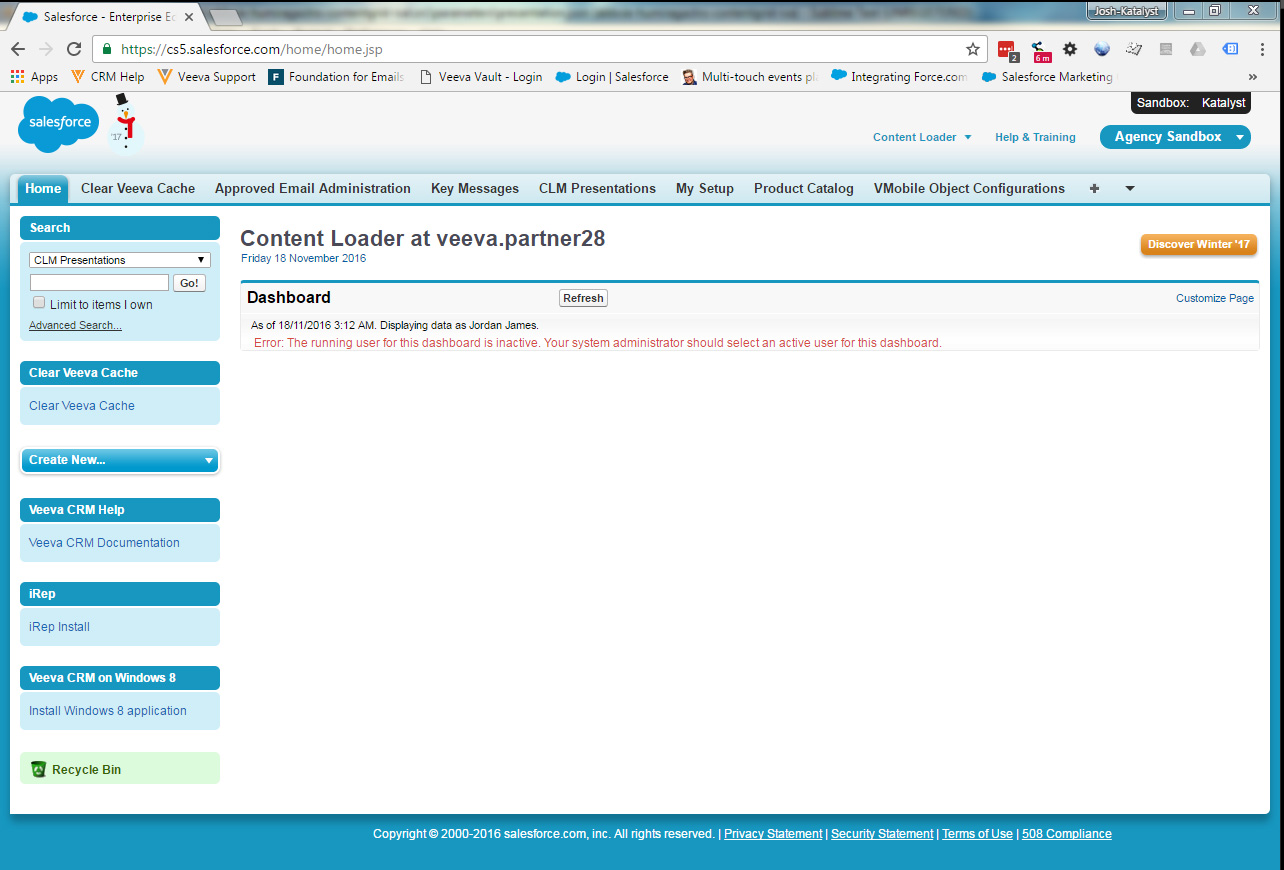 Salesforce - Enterprise Ec
Josh-Katalyst
https://cs5.salesforce.com/home/home.jsp
2
6 m
Apps CRM Help Veeva Support Foundation for Emails Veeva Vault - Login Login | Salesforce Multi-touch events pl Integrating Force.com Salesforce Marketing »
salesforce
'17
Sandbox: Katalyst
Content Loader Help & Training Agency Sandbox
Home Clear Veeva Cache Approved Email Administration Key Messages CLM Presentations My Setup Product Catalog VMobile Object Configurations +
Search
CLM Presentations
Go!
Limit to items I own
Advanced Search...
Clear Veeva Cache
Clear Veeva Cache
Create New...
Veeva CRM Help
Veeva CRM Documentation
iRep
iRep Install
Veeva CRM on Windows 8
Install Windows 8 application
Recycle Bin
Content Loader at veeva.partner28
Friday 18 November 2016
Discover Winter '17
Dashboard Refresh Customize Page
As of 18/11/2016 3:12 AM. Displaying data as Jordan James.
Error: The running user for this dashboard is inactive. Your system administrator should select an active user for this dashboard.
Copyright © 2000-2016 salesforce.com, inc. All rights reserved. | Privacy Statement | Security Statement | Terms of Use | 508 Compliance